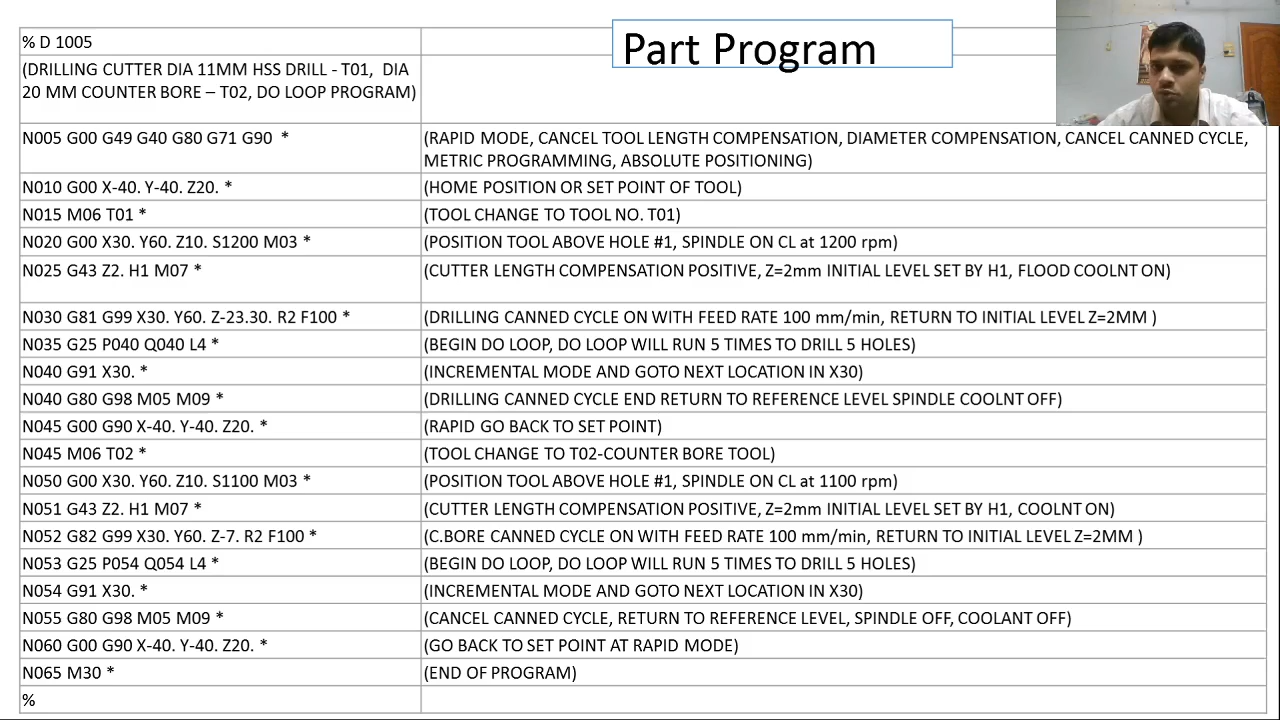 Part Program
% D 1005
(DRILLING CUTTER DIA 11MM HSS DRILL - T01, DIA
20 MM COUNTER BORE – T02, DO LOOP PROGRAM)
N005 G00 G49 G40 G80 G71 G90 *
(RAPID MODE, CANCEL TOOL LENGTH COMPENSATION, DIAMETER COMPENSATION, CANCEL CANNED CYCLE,
METRIC PROGRAMMING, ABSOLUTE POSITIONING)
N010 G00 X-40. Y-40. Z20. *
(HOME POSITION OR SET POINT OF TOOL)
N015 M06 T01 *
(TOOL CHANGE TO TOOL NO. T01)
N020 G00 X30. Y60. Z10. S1200 M03 *
(POSITION TOOL ABOVE HOLE #1, SPINDLE ON CL at 1200 rpm)
N025 G43 Z2. H1 M07 *
(CUTTER LENGTH COMPENSATION POSITIVE, Z=2mm INITIAL LEVEL SET BY H1, FLOOD COOLNT ON)
N030 G81 G99 X30. Y60. Z-23.30. R2 F100 *
(DRILLING CANNED CYCLE ON WITH FEED RATE 100 mm/min, RETURN TO INITIAL LEVEL Z=2MM )
N035 G25 P040 Q040 L4 *
(BEGIN DO LOOP, DO LOOP WILL RUN 5 TIMES TO DRILL 5 HOLES)
N040 G91 X30. *
(INCREMENTAL MODE AND GOTO NEXT LOCATION IN X30)
N040 G80 G98 M05 M09 *
(DRILLING CANNED CYCLE END RETURN TO REFERENCE LEVEL SPINDLE COOLNT OFF)
N045 G00 G90 X-40. Y-40. Z20. *
(RAPID GO BACK TO SET POINT)
N045 M06 T02 *
(TOOL CHANGE TO T02-COUNTER BORE TOOL)
N050 G00 X30. Y60. Z10. S1100 M03 *
(POSITION TOOL ABOVE HOLE #1, SPINDLE ON CL at 1100 rpm)
N051 G43 Z2. H1 M07 *
(CUTTER LENGTH COMPENSATION POSITIVE, Z=2mm INITIAL LEVEL SET BY H1, COOLNT ON)
N052 G82 G99 X30. Y60. Z-7. R2 F100 *
(C.BORE CANNED CYCLE ON WITH FEED RATE 100 mm/min, RETURN TO INITIAL LEVEL Z=2MM )
N053 G25 P054 Q054 L4 *
(BEGIN DO LOOP, DO LOOP WILL RUN 5 TIMES TO DRILL 5 HOLES)
N054 G91 X30. *
(INCREMENTAL MODE AND GOTO NEXT LOCATION IN X30)
N055 G80 G98 M05 M09 *
(CANCEL CANNED CYCLE, RETURN TO REFERENCE LEVEL, SPINDLE OFF, COOLANT OFF)
N060 G00 G90 X-40. Y-40. Z20. *
(GO BACK TO SET POINT AT RAPID MODE)
N065 M30 *
(END OF PROGRAM)
%